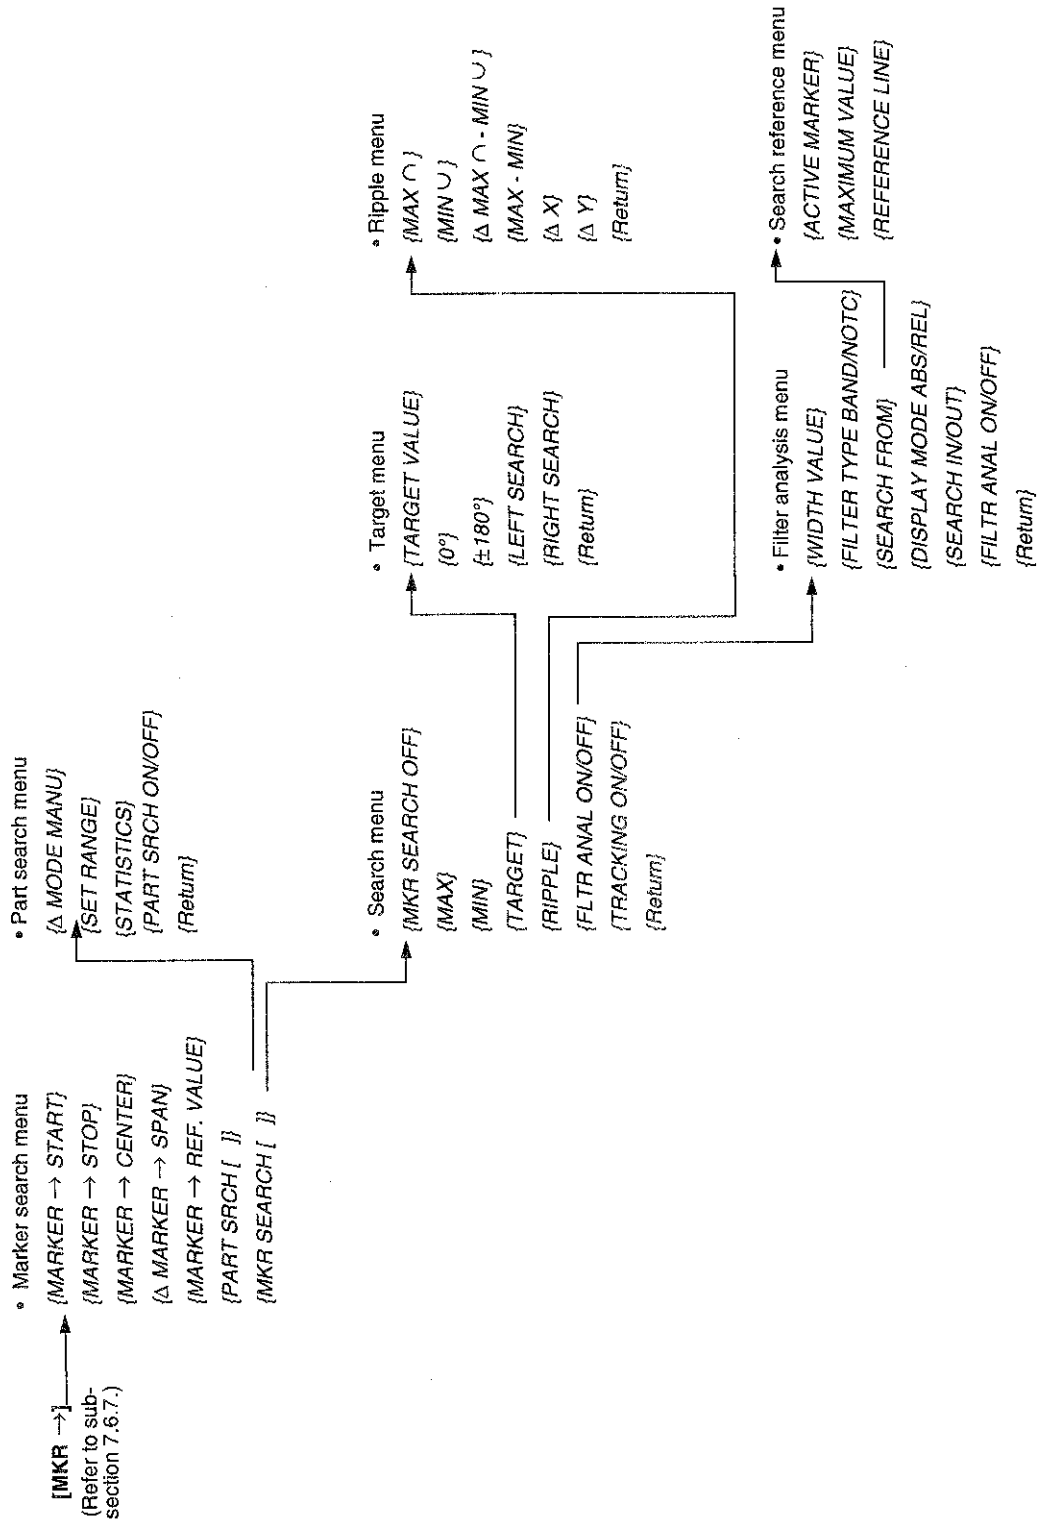 [MKR →]
(Refer to sub-
section 7.6.7.)
• Marker search menu
{MARKER → START}
{MARKER → STOP}
{MARKER → CENTER}
{Δ MARKER → SPAN}
{MARKER → REF. VALUE}
{PART SRCH [ ]}
{MKR SEARCH [ ]}
• Part search menu
{Δ MODE MANU}
{SET RANGE}
{STATISTICS}
{PART SRCH ON/OFF}
{Return}
• Search menu
{MKR SEARCH OFF}
{MAX}
{MIN}
{TARGET}
{RIPPLE}
{FLTR ANAL ON/OFF}
{TRACKING ON/OFF}
{Return}
• Target menu
{TARGET VALUE}
{0°}
{±180°}
{LEFT SEARCH}
{RIGHT SEARCH}
{Return}
• Ripple menu
{MAX ∩}
{MIN ∪}
{Δ MAX ∩ - MIN ∪}
{MAX - MIN}
{Δ X}
{Δ Y}
{Return}
• Filter analysis menu
{WIDTH VALUE}
{FILTER TYPE BAND/NOTC}
{SEARCH FROM}
{DISPLAY MODE ABS/REL}
{SEARCH IN/OUT}
{FILTR ANAL ON/OFF}
{Return}
• Search reference menu
{ACTIVE MARKER}
{MAXIMUM VALUE}
{REFERENCE LINE}